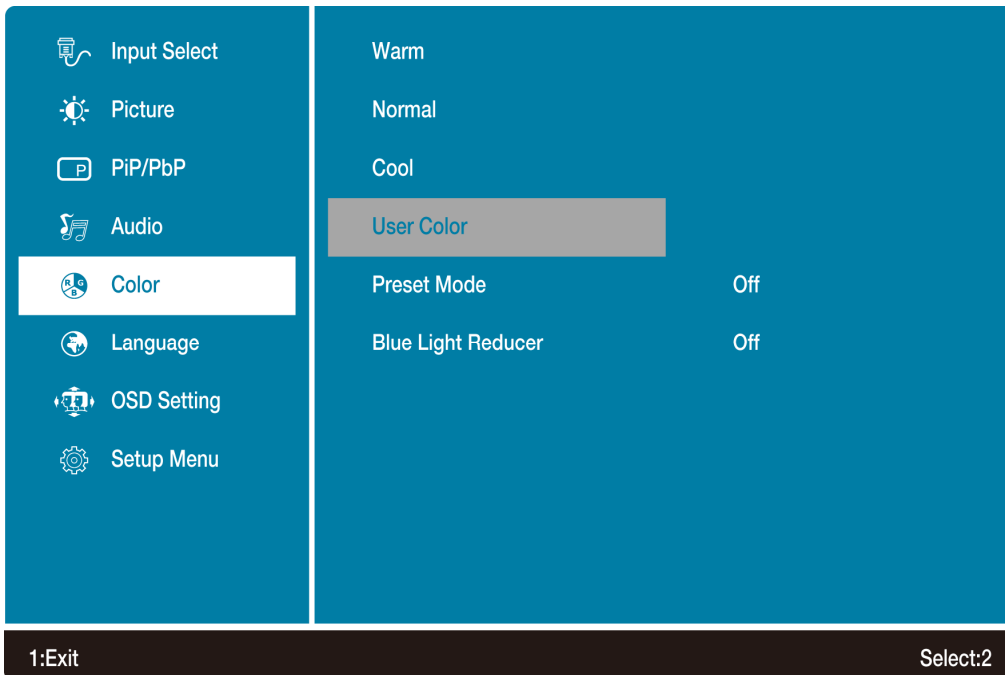 Input Select
Picture
P
PiP/PbP
Audio
R G
B
Color
Language
OSD Setting
Setup Menu
Warm
Normal
Cool
User Color
Preset Mode Off
Blue Light Reducer Off
1:Exit Select:2